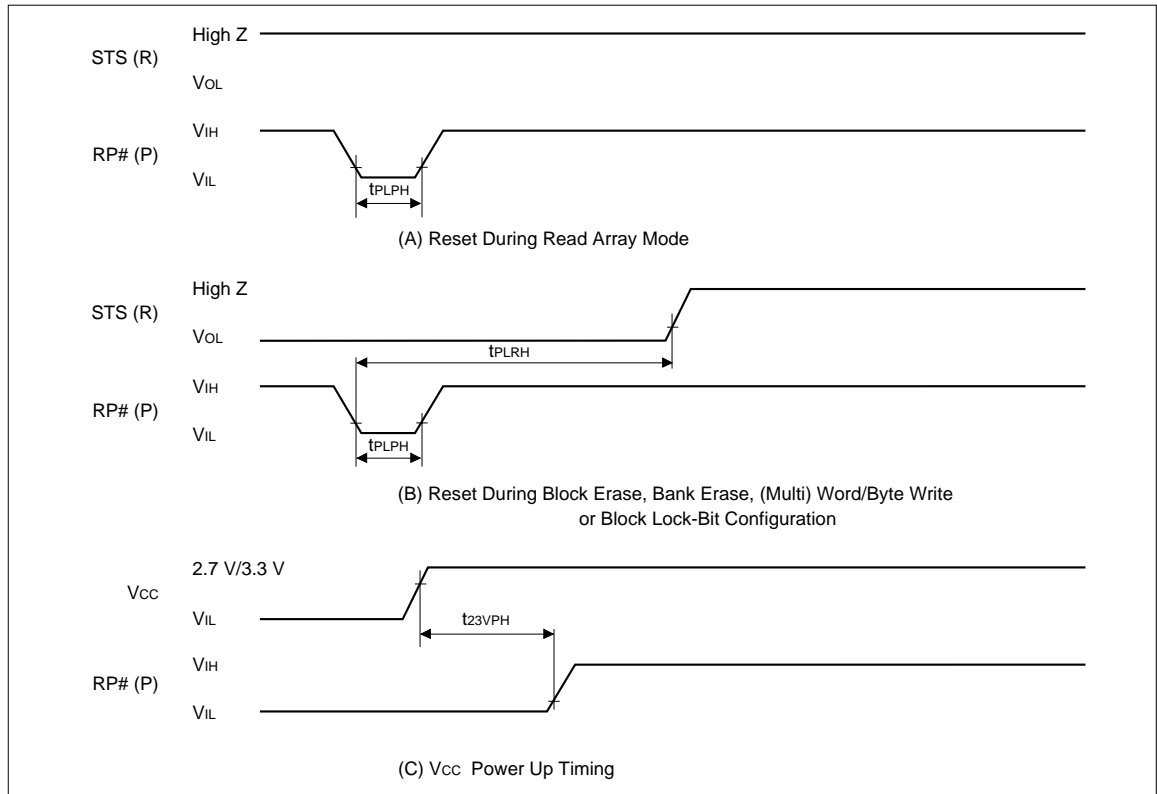 High Z
STS (R)
VOL
VIH
RP# (P)
VIL
tPLPH
(A) Reset During Read Array Mode
High Z
STS (R)
VOL
tPLRH
VIH
RP# (P)
VIL
tPLPH
(B) Reset During Block Erase, Bank Erase, (Multi) Word/Byte Write
or Block Lock-Bit Configuration
2.7 V/3.3 V
VCC
VIL
t23VPH
VIH
RP# (P)
VIL
(C) VCC Power Up Timing